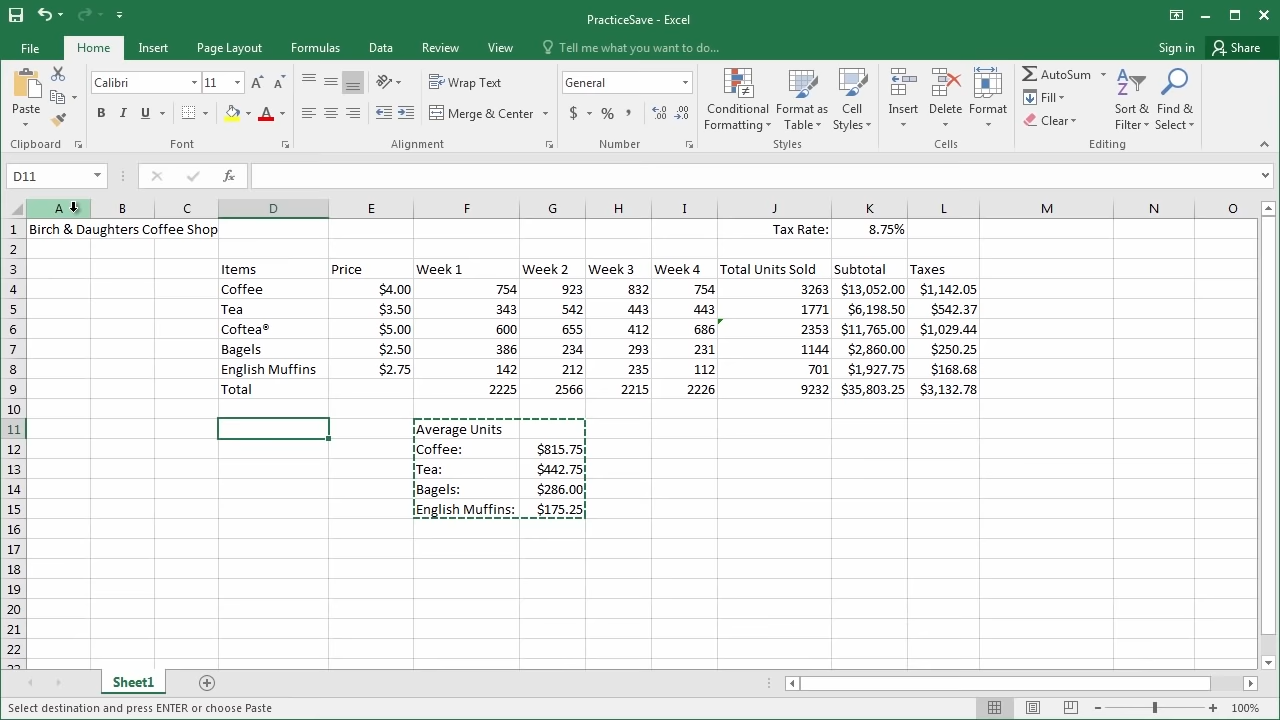 PracticeSave - Excel
File Home Insert Page Layout Formulas Data Review View Tell me what you want to do... Sign in Share
Calibri 11 Wrap Text General AutoSum
Paste Conditional Format as Cell Insert Delete Format Fill Sort & Find &
B I U A Merge & Center $ % , Formatting Table Styles Clear Filter Select
Clipboard Font Alignment Number Styles Cells Editing
D11 fx
A B C D E F G H I J K L M N O
1 Birch & Daughters Coffee Shop Tax Rate: 8.75%
2
3 Items Price Week 1 Week 2 Week 3 Week 4 Total Units Sold Subtotal Taxes
4 Coffee $4.00 754 923 832 754 3263 $13,052.00 $1,142.05
5 Tea $3.50 343 542 443 443 1771 $6,198.50 $542.37
6 Coftea® $5.00 600 655 412 686 2353 $11,765.00 $1,029.44
7 Bagels $2.50 386 234 293 231 1144 $2,860.00 $250.25
8 English Muffins $2.75 142 212 235 112 701 $1,927.75 $168.68
9 Total 2225 2566 2215 2226 9232 $35,803.25 $3,132.78
10
11 Average Units
12 Coffee: $815.75
13 Tea: $442.75
14 Bagels: $286.00
15 English Muffins: $175.25
16
17
18
19
20
21
22
23
Sheet1
Select destination and press ENTER or choose Paste 100%